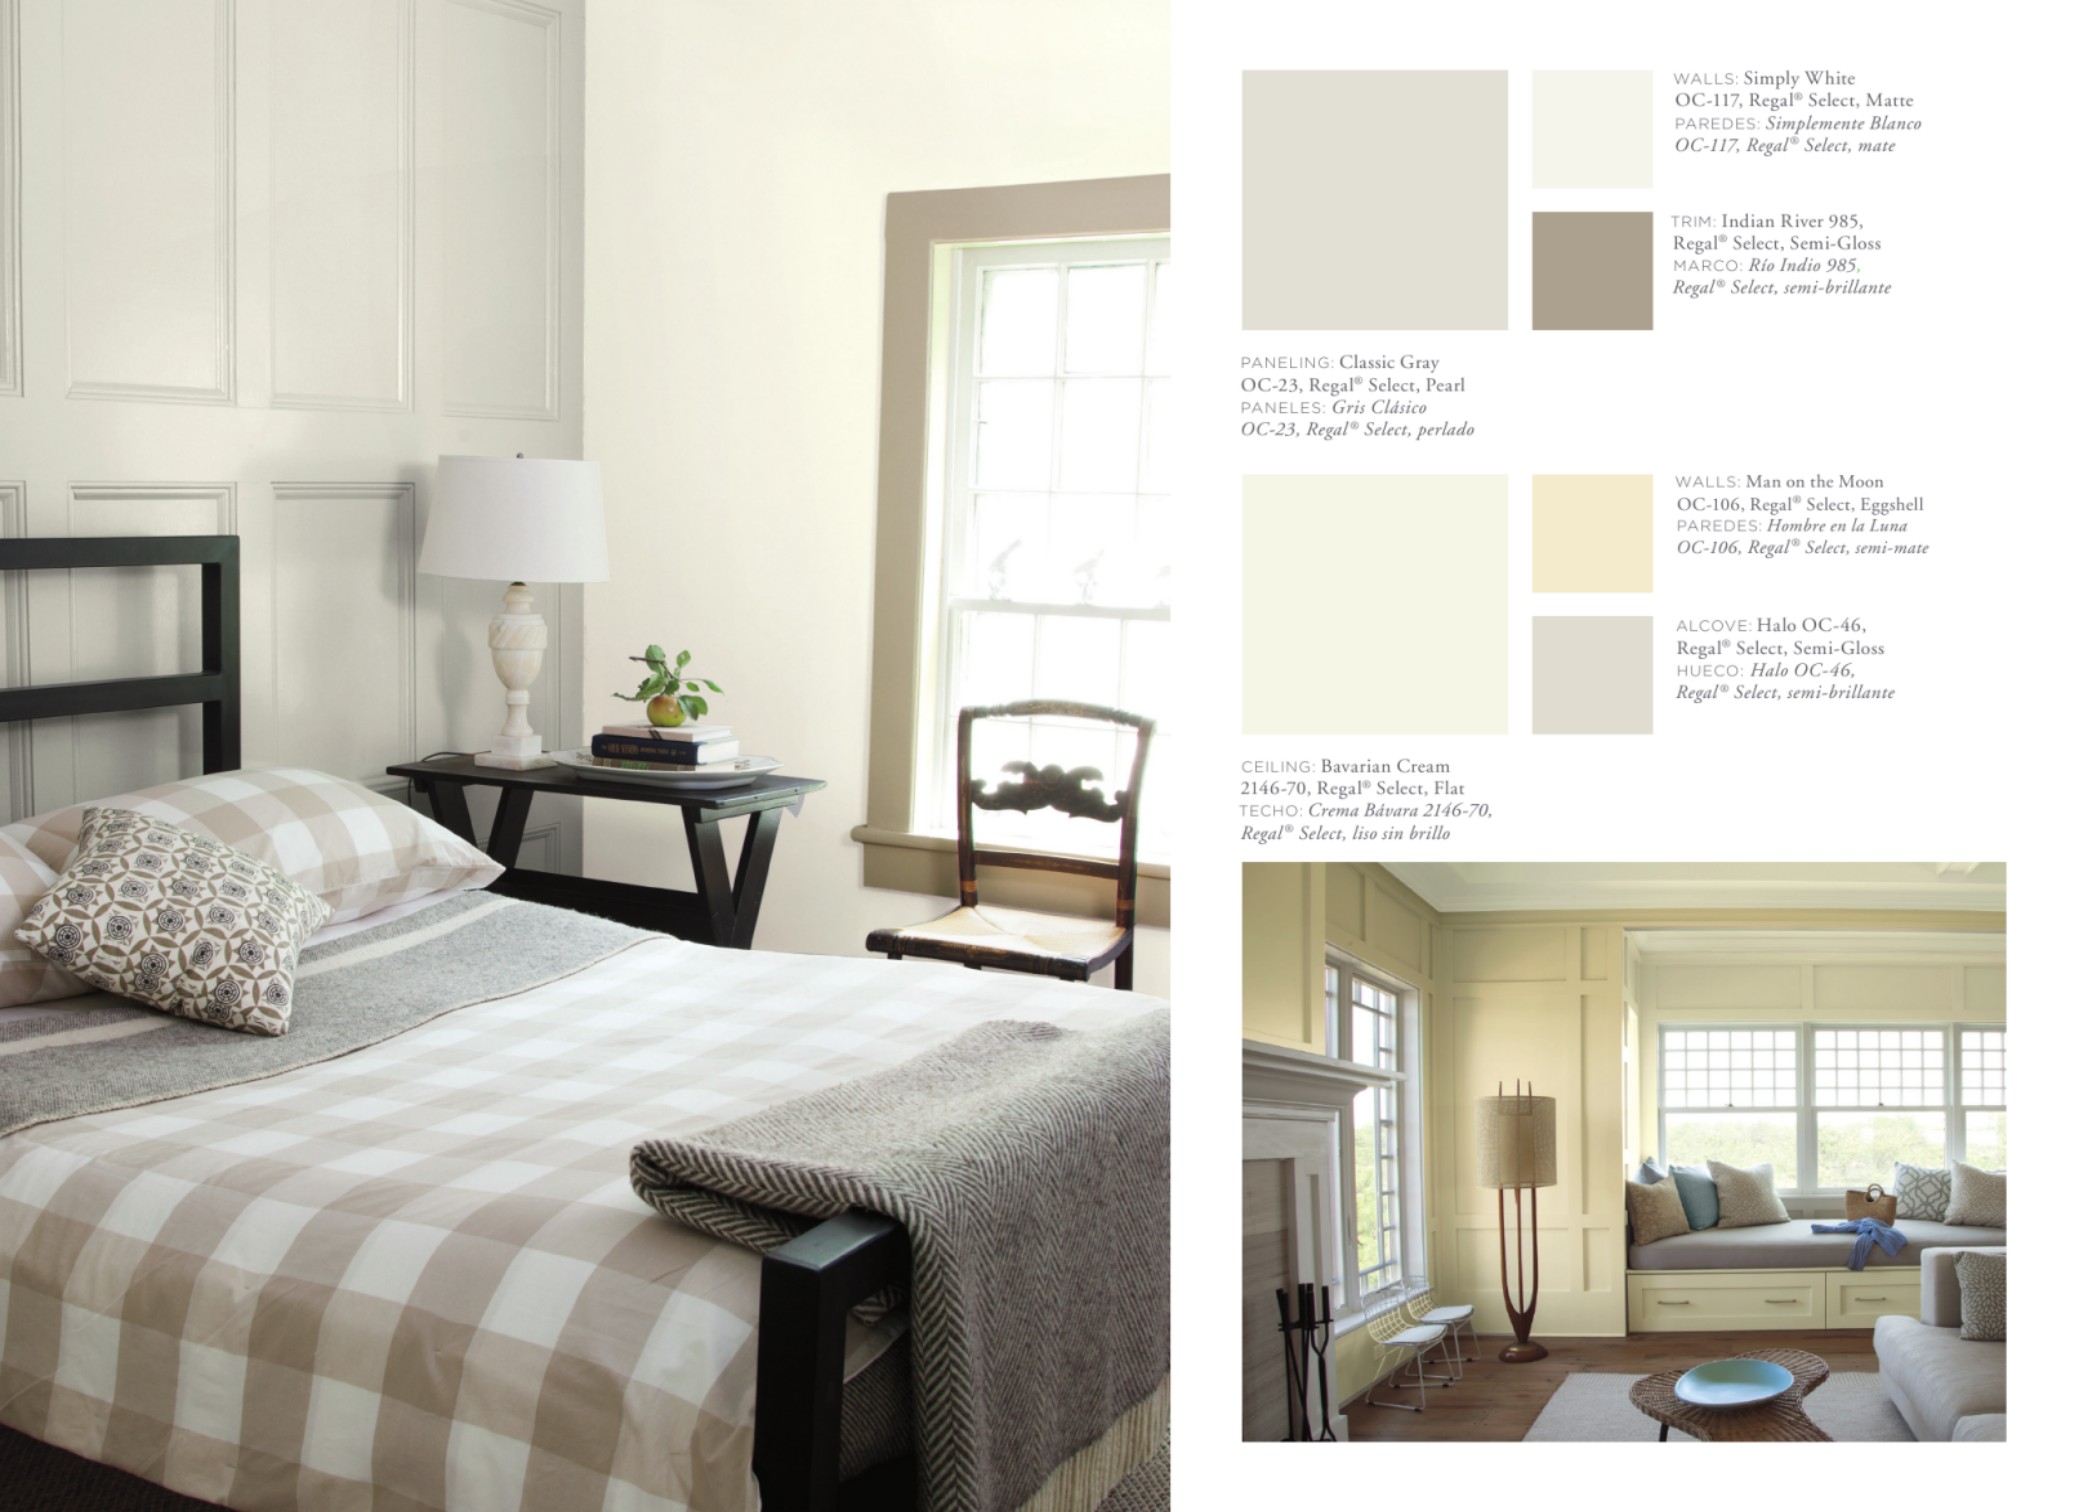 WALLS: Simply White
OC-117, Regal® Select, Matte
PAREDES: Simplemente Blanco
OC-117, Regal® Select, mate
TRIM: Indian River 985,
Regal® Select, Semi-Gloss
MARCO: Río Indio 985,
Regal® Select, semi-brillante
PANELING: Classic Gray
OC-23, Regal® Select, Pearl
PANELES: Gris Clásico
OC-23, Regal® Select, perlado
WALLS: Man on the Moon
OC-106, Regal® Select, Eggshell
PAREDES: Hombre en la Luna
OC-106, Regal® Select, semi-mate
ALCOVE: Halo OC-46,
Regal® Select, Semi-Gloss
HUECO: Halo OC-46,
Regal® Select, semi-brillante
CEILING: Bavarian Cream
2146-70, Regal® Select, Flat
TECHO: Crema Bávara 2146-70,
Regal® Select, liso sin brillo